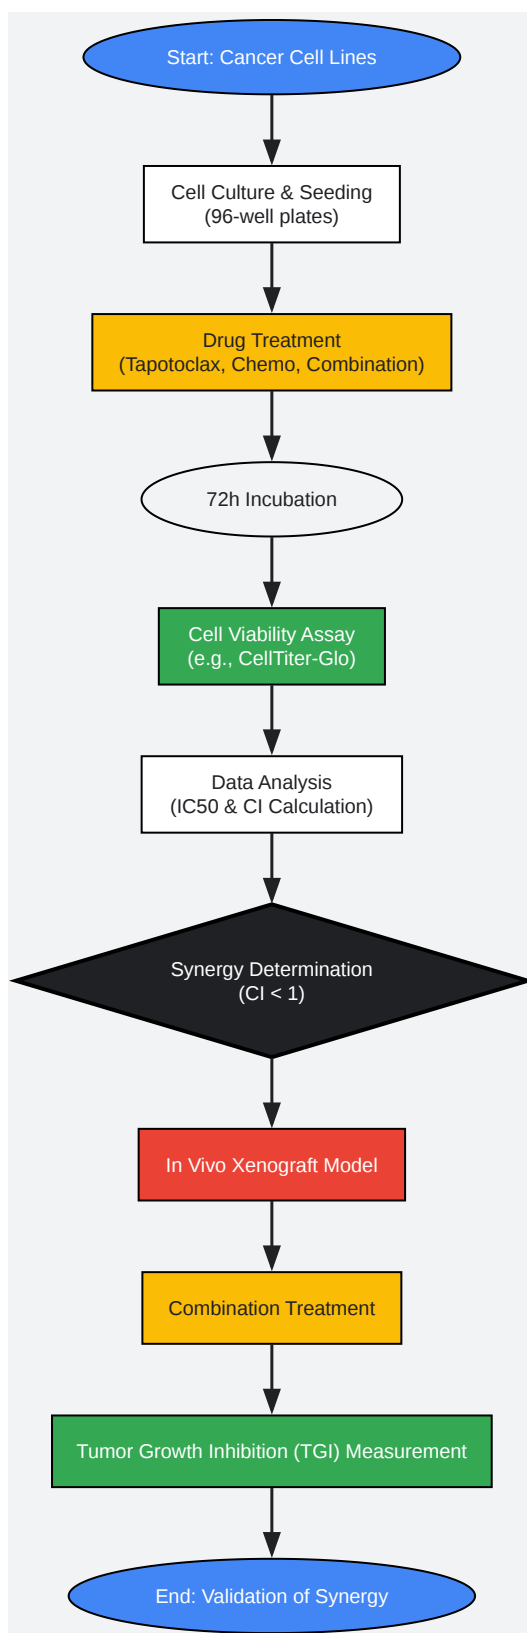 Start: Cancer Cell Lines
Cell Culture & Seeding
(96-well plates)
Drug Treatment
(Tapotoclax, Chemo, Combination)
72h Incubation
Cell Viability Assay
(e.g., CellTiter-Glo)
Data Analysis
(IC50 & CI Calculation)
Synergy Determination
(CI < 1)
In Vivo Xenograft Model
Combination Treatment
Tumor Growth Inhibition (TGI) Measurement
End: Validation of Synergy